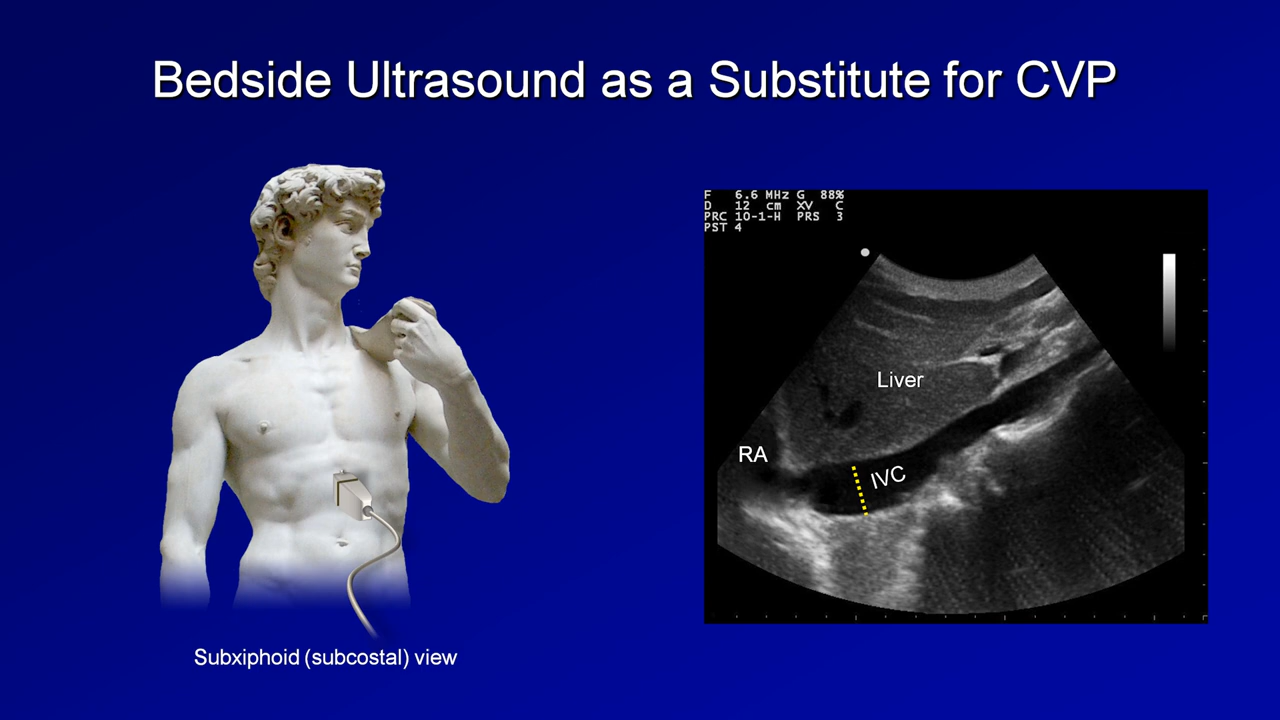 Bedside Ultrasound as a Substitute for CVP
F 6.6 MHz G 88%
D 12 cm XV C
PRC 10-1-H PRS 3
PST 4
Liver
RA
IVC
Subxiphoid (subcostal) view